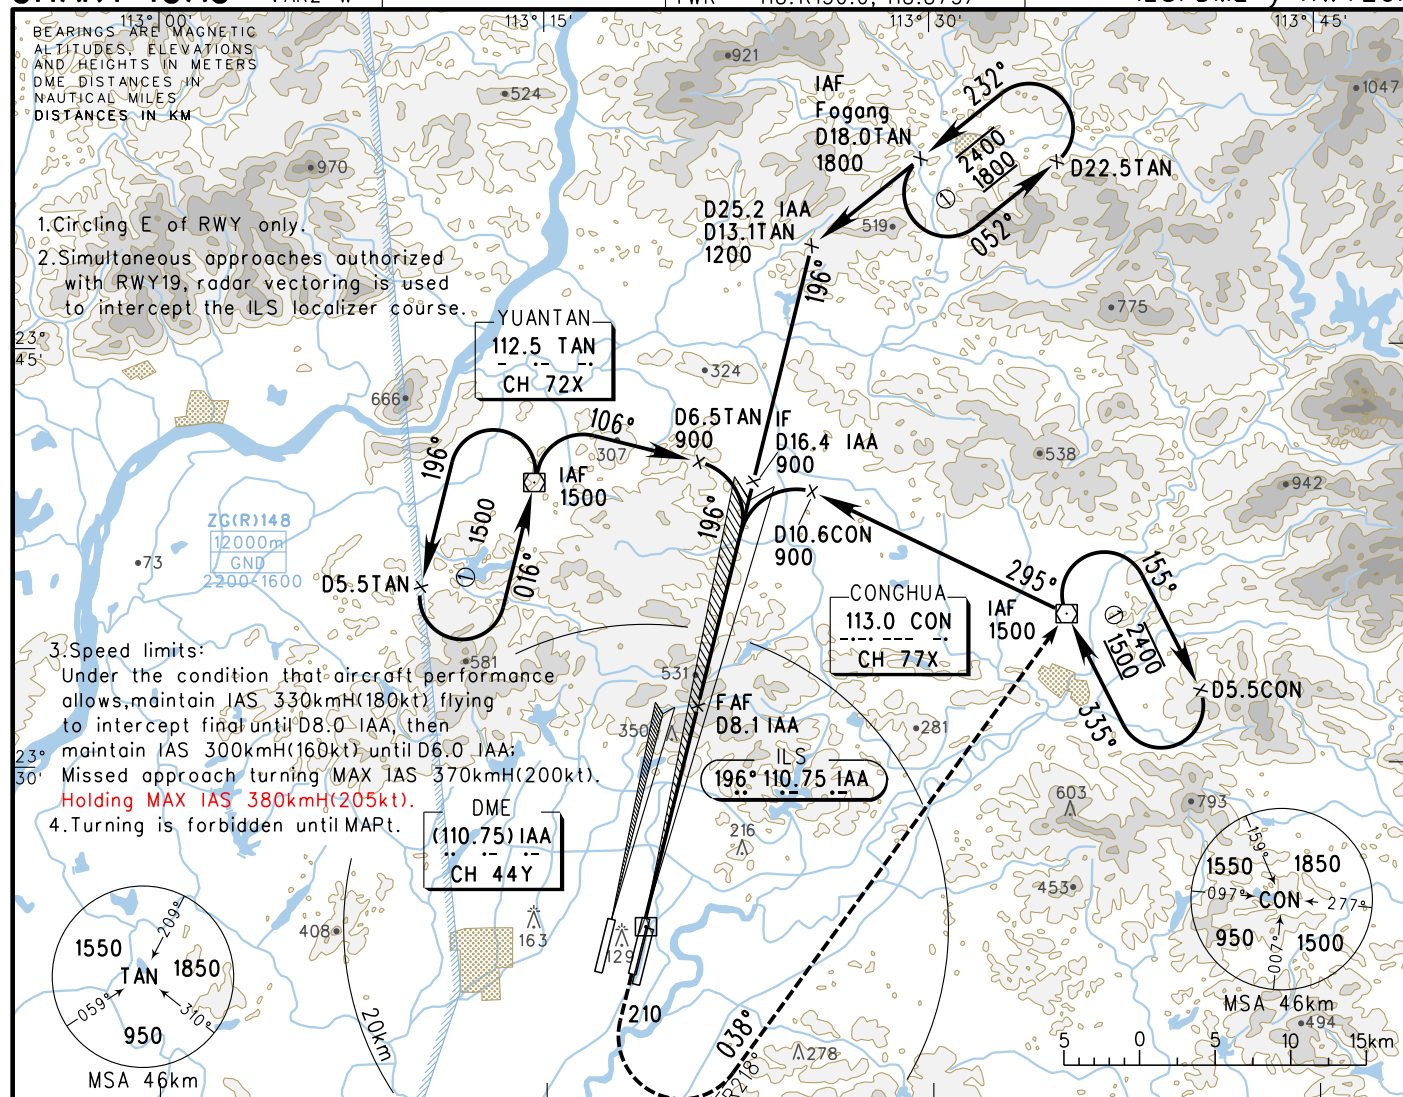 113°00'
113°15'
113°30'
113°45'
BEARINGS ARE MAGNETIC
ALTITUDES, ELEVATIONS
AND HEIGHTS IN METERS
DME DISTANCES IN
NAUTICAL MILES
DISTANCES IN KM
921
524
970
1047
IAF
Fogang
D18.0TAN
1800
232°
2400
1800
①
052°
D22.5TAN
519
D25.2 IAA
D13.1TAN
1200
196°
775
1.Circling E of RWY only.
2.Simultaneous approaches authorized
with RWY19, radar vectoring is used
to intercept the ILS localizer course.
23°
45'
YUANTAN
112.5 TAN
CH 72X
324
666
106°
307
D6.5TAN
900
IF
D16.4 IAA
900
538
942
196°
1500
①
016°
IAF
1500
D5.5TAN
196°
D10.6CON
900
ZG(R)148
12000m
GND
2200-1600
73
CONGHUA
113.0 CON
CH 77X
295°
IAF
1500
155°
①
2400
1500
335°
D5.5CON
3.Speed limits:
Under the condition that aircraft performance
allows,maintain IAS 330kmH(180kt) flying
to intercept final until D8.0 IAA, then
maintain IAS 300kmH(160kt) until D6.0 IAA;
Missed approach turning MAX IAS 370kmH(200kt).
Holding MAX IAS 380kmH(205kt).
4.Turning is forbidden until MAPt.
581
531
350
FAF
D8.1 IAA
281
23°
30'
ILS
196° 110.75 IAA
DME
(110.75) IAA
CH 44Y
216
603
793
453
408
163
129
210
038°
R218°
278
494
20km
1550
TAN
1850
950
209°
059°
310°
MSA 46km
1550
1850
CON
950
1500
159°
097°
277°
007°
MSA 46km
5 0 5 10 15km